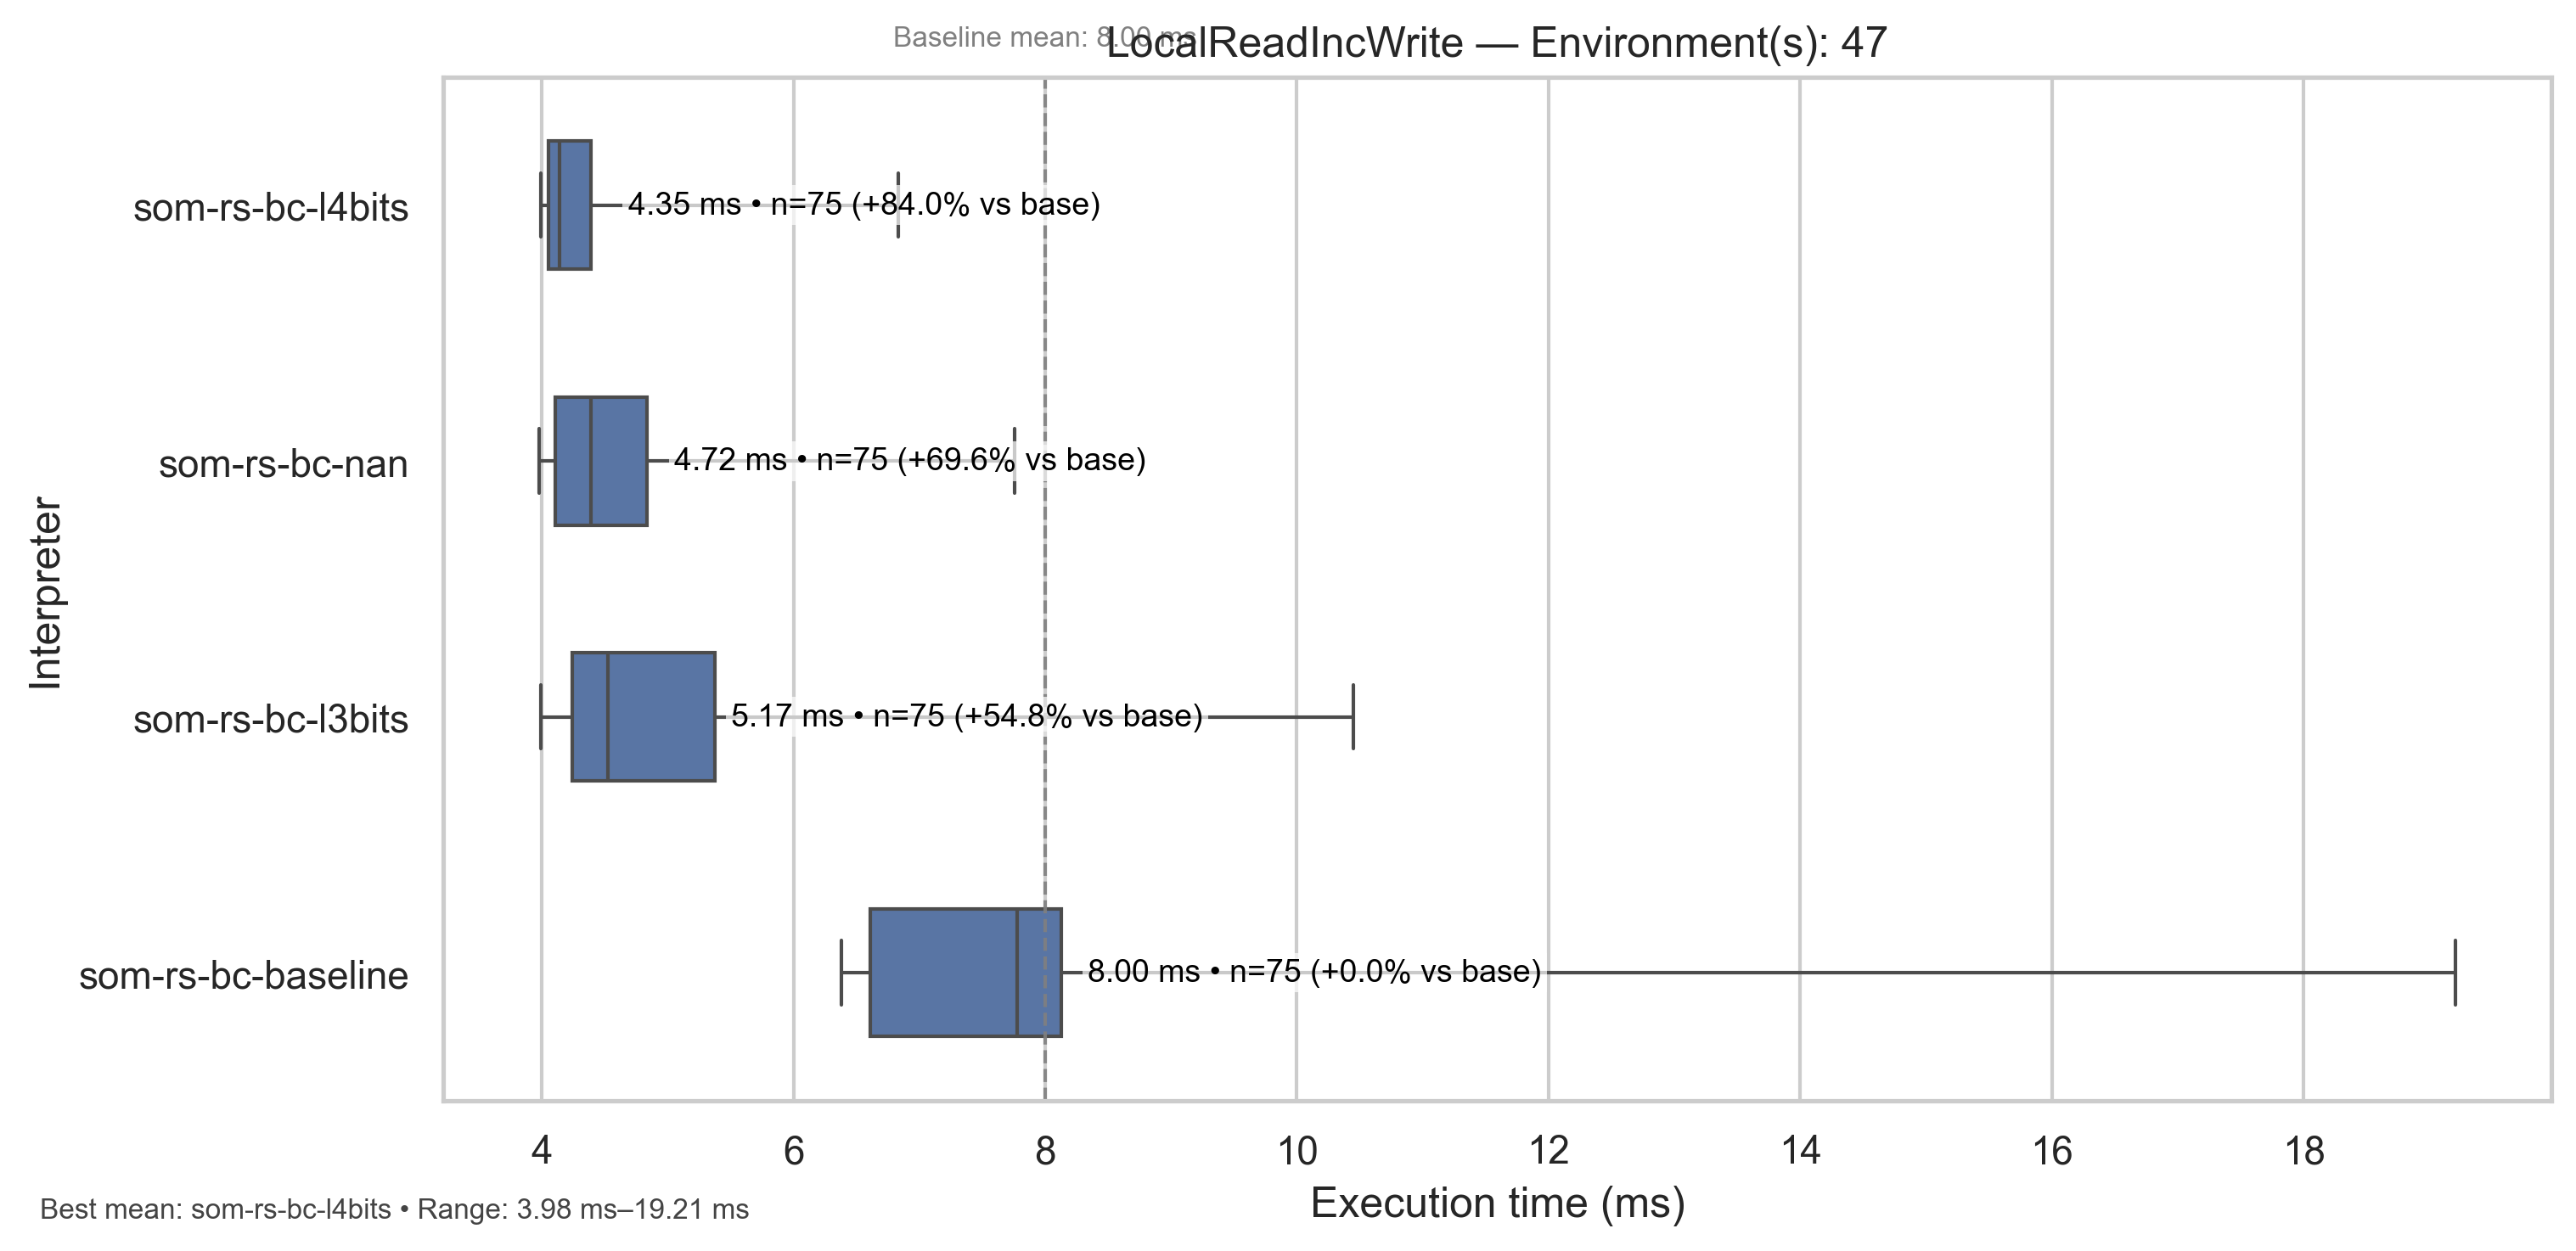 Baseline mean: 8.00 ms
LocalReadIncWrite — Environment(s): 47
Interpreter
som-rs-bc-l4bits
4.35 ms • n=75 (+84.0% vs base)
som-rs-bc-nan
4.72 ms • n=75 (+69.6% vs base)
som-rs-bc-l3bits
5.17 ms • n=75 (+54.8% vs base)
som-rs-bc-baseline
8.00 ms • n=75 (+0.0% vs base)
4 6 8 10 12 14 16 18
Execution time (ms)
Best mean: som-rs-bc-l4bits • Range: 3.98 ms–19.21 ms